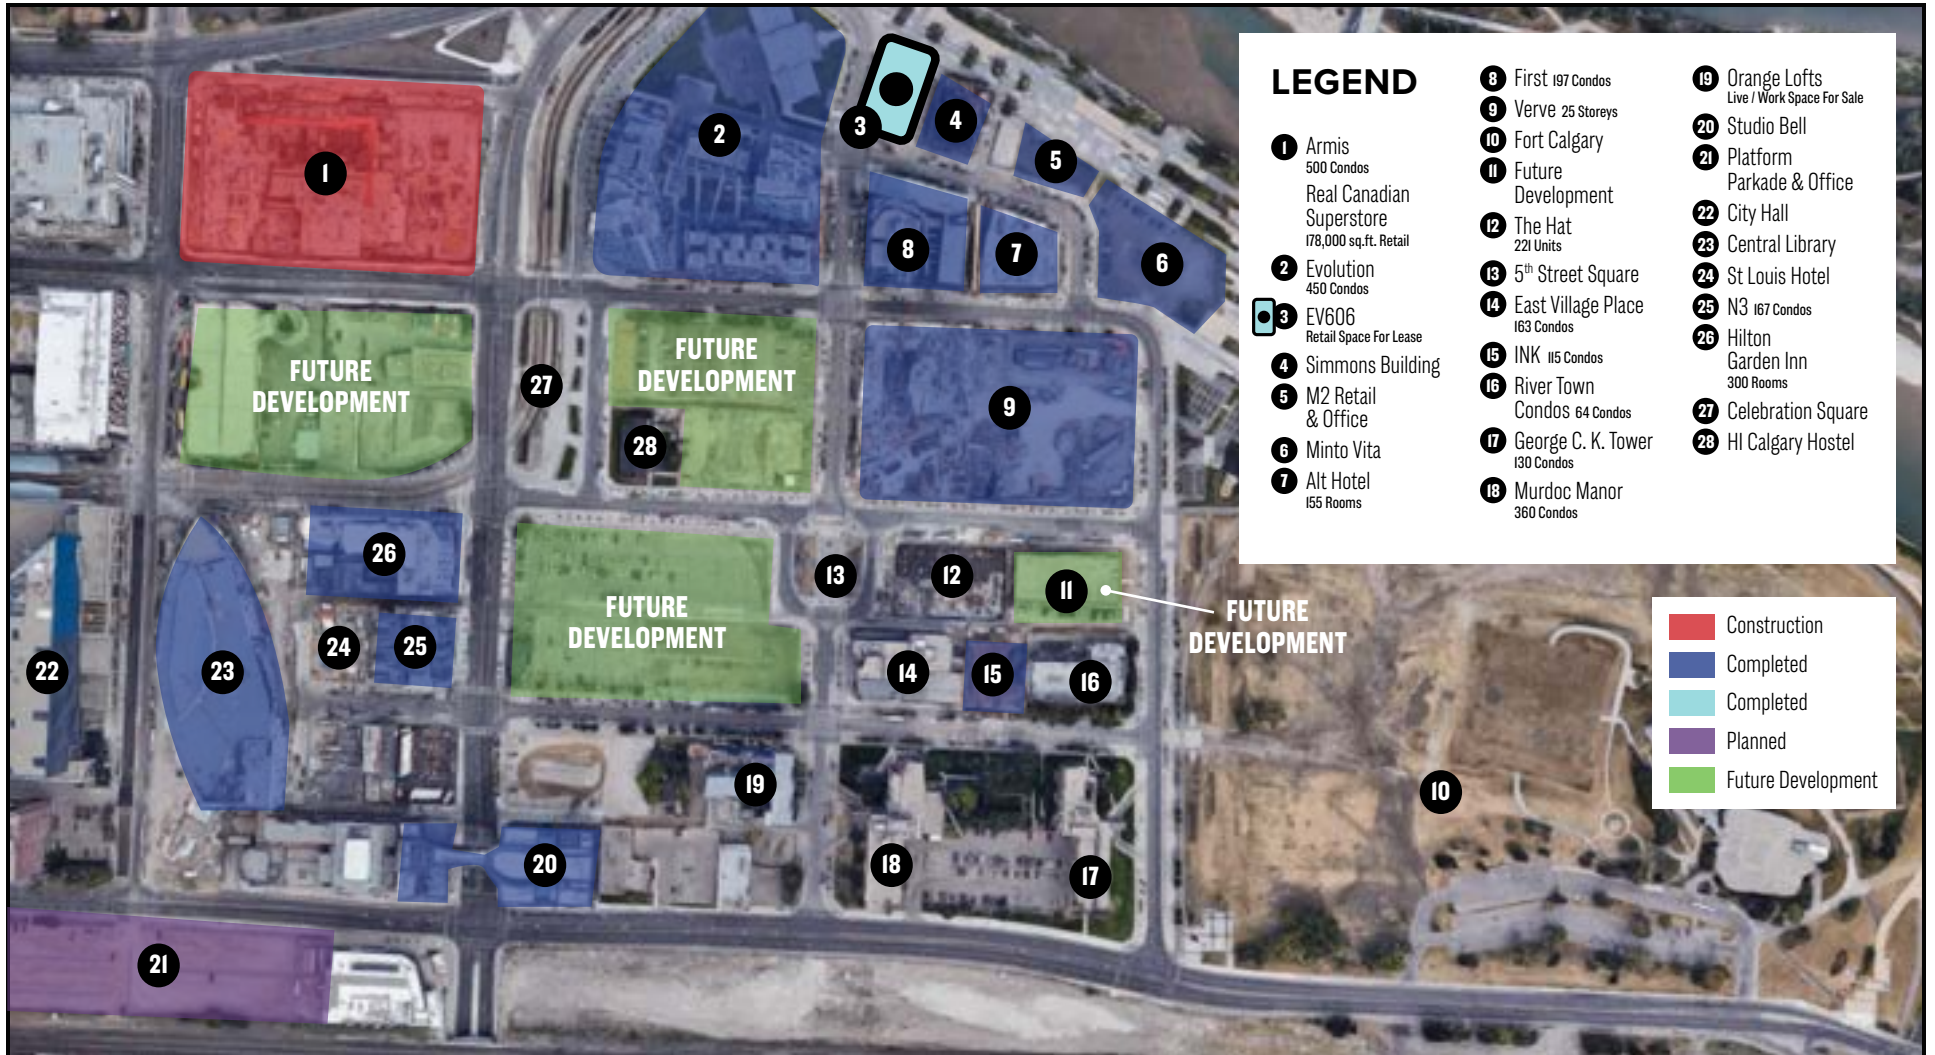 LEGEND
1 Armis
500 Condos
Real Canadian
Superstore
178,000 sq.ft. Retail
2 Evolution
450 Condos
3 EV606
Retail Space For Lease
4 Simmons Building
5 M2 Retail
& Office
6 Minto Vita
7 Alt Hotel
155 Rooms
8 First 197 Condos
9 Verve 25 Storeys
10 Fort Calgary
11 Future
Development
12 The Hat
221 Units
13 5th Street Square
14 East Village Place
163 Condos
15 INK 115 Condos
16 River Town
Condos 64 Condos
17 George C. K. Tower
130 Condos
18 Murdoc Manor
360 Condos
19 Orange Lofts
Live / Work Space For Sale
20 Studio Bell
21 Platform
Parkade & Office
22 City Hall
23 Central Library
24 St Louis Hotel
25 N3 167 Condos
26 Hilton
Garden Inn
300 Rooms
27 Celebration Square
28 HI Calgary Hostel
Construction
Completed
Completed
Planned
Future Development
1
2
3
4
5
8
7
6
FUTURE
DEVELOPMENT
27
FUTURE
DEVELOPMENT
28
9
26
13
12
11
FUTURE
DEVELOPMENT
FUTURE
DEVELOPMENT
22
23
24
25
14
15
16
19
10
20
18
17
21